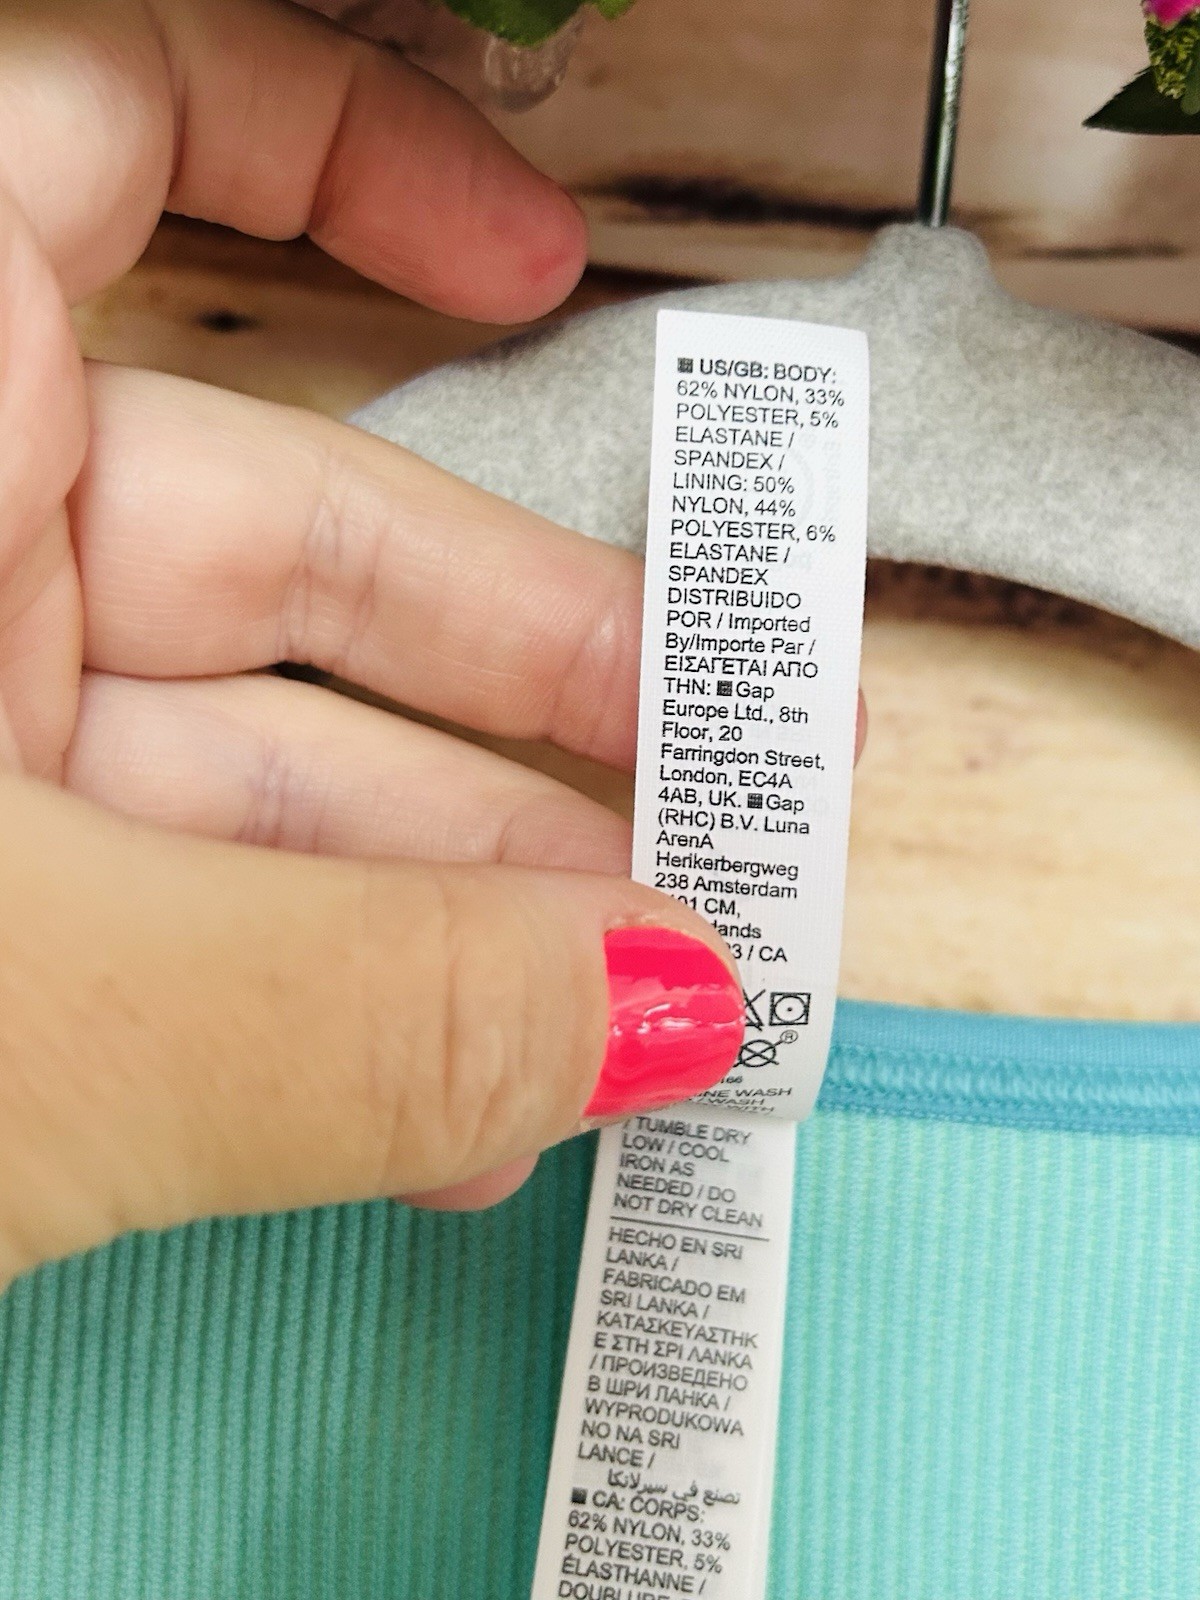 US/GB: BODY:
62% NYLON, 33%
POLYESTER, 5%
ELASTANE /
SPANDEX /
LINING: 50%
NYLON, 44%
POLYESTER, 6%
ELASTANE /
SPANDEX
DISTRIBUIDO
POR / Imported
By/Importe Par /
ΕΙΣΑΓΕΤΑΙ ΑΠΟ
ΤΗΝ: Gap
Europe Ltd., 8th
Floor, 20
Farringdon Street,
London, EC4A
4AB, UK. Gap
(RHC) B.V. Luna
ArenA
Herikerbergweg
238 Amsterdam
CM,
/ CA
WASH
/ WASH
/ TUMBLE DRY
LOW / COOL
IRON AS
NEEDED / DO
NOT DRY CLEAN
HECHO EN SRI
LANKA /
FABRICADO EM
SRI LANKA /
ΚΑΤΑΣΚΕΥΑΣΤΗΚ
Ε ΣΤΗ ΣΡΙ ΛΑΝΚΑ
/ ПРОИЗВЕДЕНО
В ШРИ ЛАНКА /
WYPRODUKOWA
NO NA SRI
LANCE /
تصنع في سيرلانكا
CA: CORPS:
62% NYLON, 33%
POLYESTER, 5%
ÉLASTHANNE /